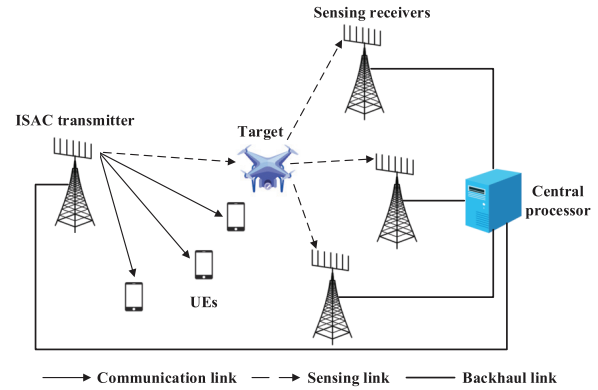 Sensing receivers
ISAC transmitter
Target
Central
processor
UEs
Communication link
Sensing link
Backhaul link